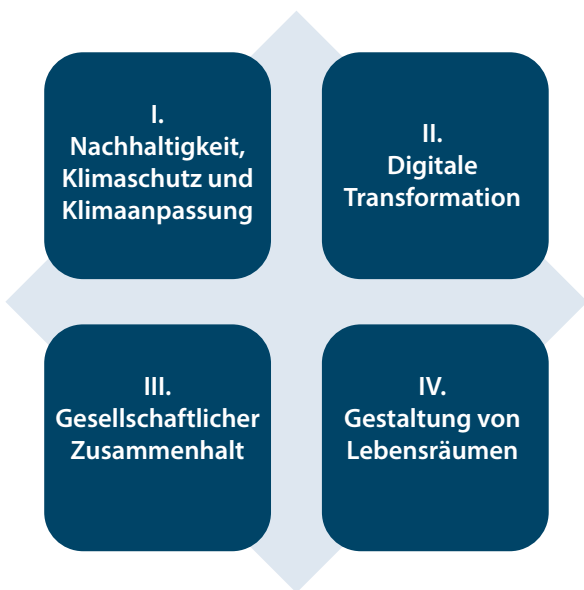 I.
Nachhaltigkeit,
Klimaschutz und
Klimaanpassung
II.
Digitale
Transformation
III.
Gesellschaftlicher
Zusammenhalt
IV.
Gestaltung von
Lebensräumen